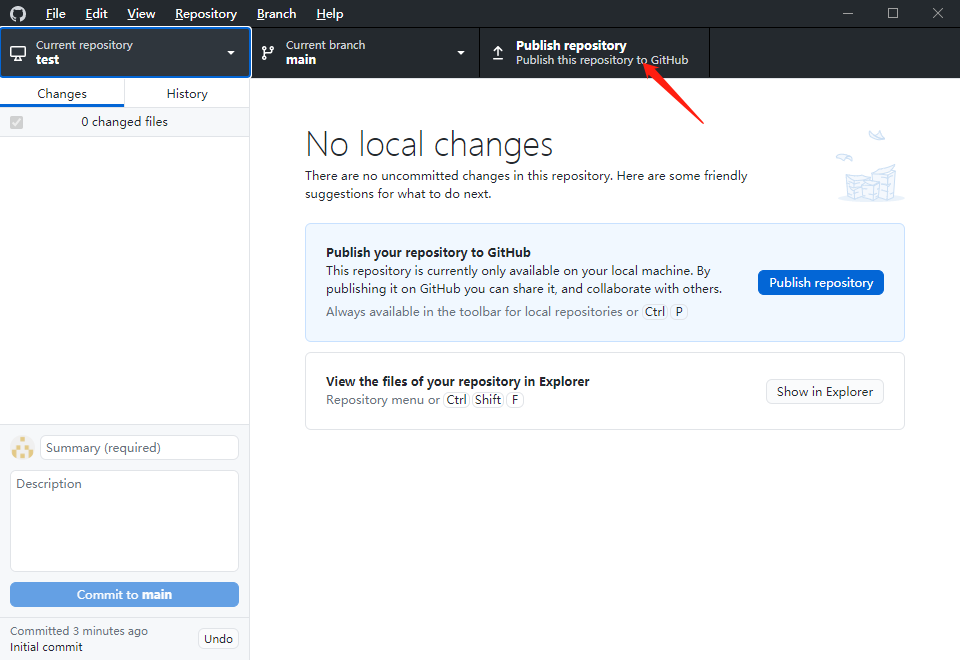 File Edit View Repository Branch Help
Current repository
test
Current branch
main
Publish repository
Publish this repository to GitHub
Changes
History
0 changed files
No local changes
There are no uncommitted changes in this repository. Here are some friendly
suggestions for what to do next.
Publish your repository to GitHub
This repository is currently only available on your local machine. By
publishing it on GitHub you can share it, and collaborate with others.
Always available in the toolbar for local repositories or Ctrl P
Publish repository
View the files of your repository in Explorer
Repository menu or Ctrl Shift F
Show in Explorer
Summary (required)
Description
Commit to main
Committed 3 minutes ago
Initial commit
Undo